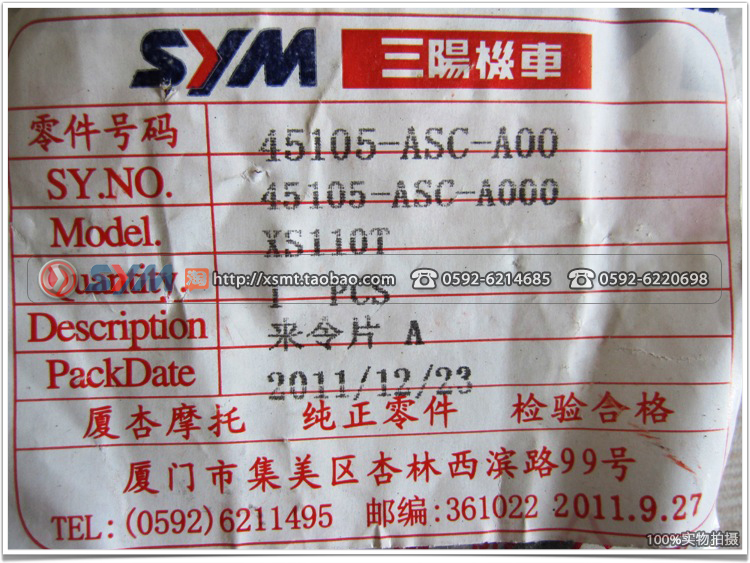 SYM 三陽機車
零件号码 45105-ASC-A00
SY.NO. 45105-ASC-A000
Model. XS110T
Quantity. 1 PCS
淘 http://xsmt.taobao.com ☎ 0592-6214685 ☎ 0592-6220698
Description 来令片 A
PackDate 2011/12/23
厦杏摩托 纯正零件 检验合格
厦门市集美区杏林西滨路99号
TEL:(0592)6211495 邮编:361022 2011.9.27
100%实物拍摄